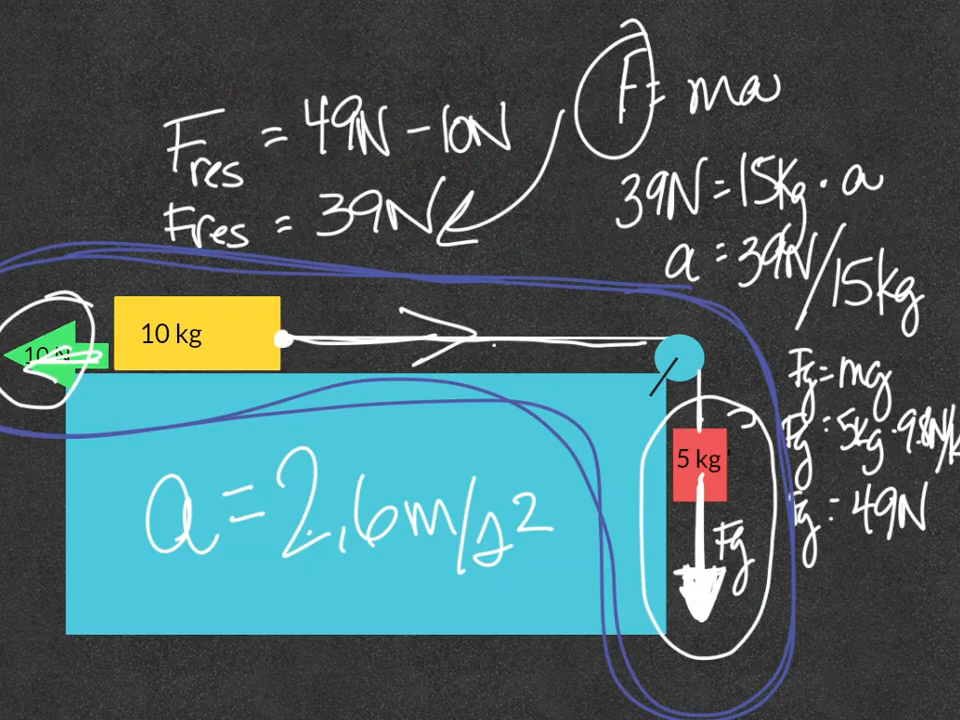 F = ma
Fres = 49N - 10N
39N = 15kg · a
Fres = 39N
a = 39N/15kg
10 kg
10 N
Fg = mg
Fg = 5kg · 9.8N/k
5 kg
Fg = 49N
a = 2,6m/s2
Fg